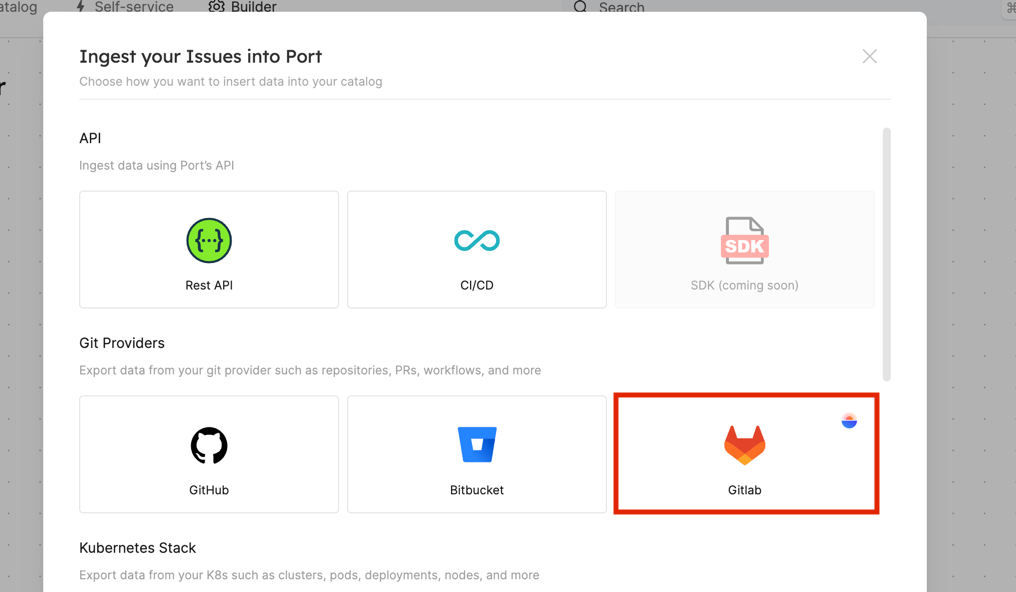 Self-service
Builder
Search
Ingest your Issues into Port
Choose how you want to insert data into your catalog
API
Ingest data using Port's API
Rest API
CI/CD
SDK
SDK (coming soon)
Git Providers
Export data from your git provider such as repositories, PRs, workflows, and more
GitHub
Bitbucket
Gitlab
Kubernetes Stack
Export data from your K8s such as clusters, pods, deployments, nodes, and more